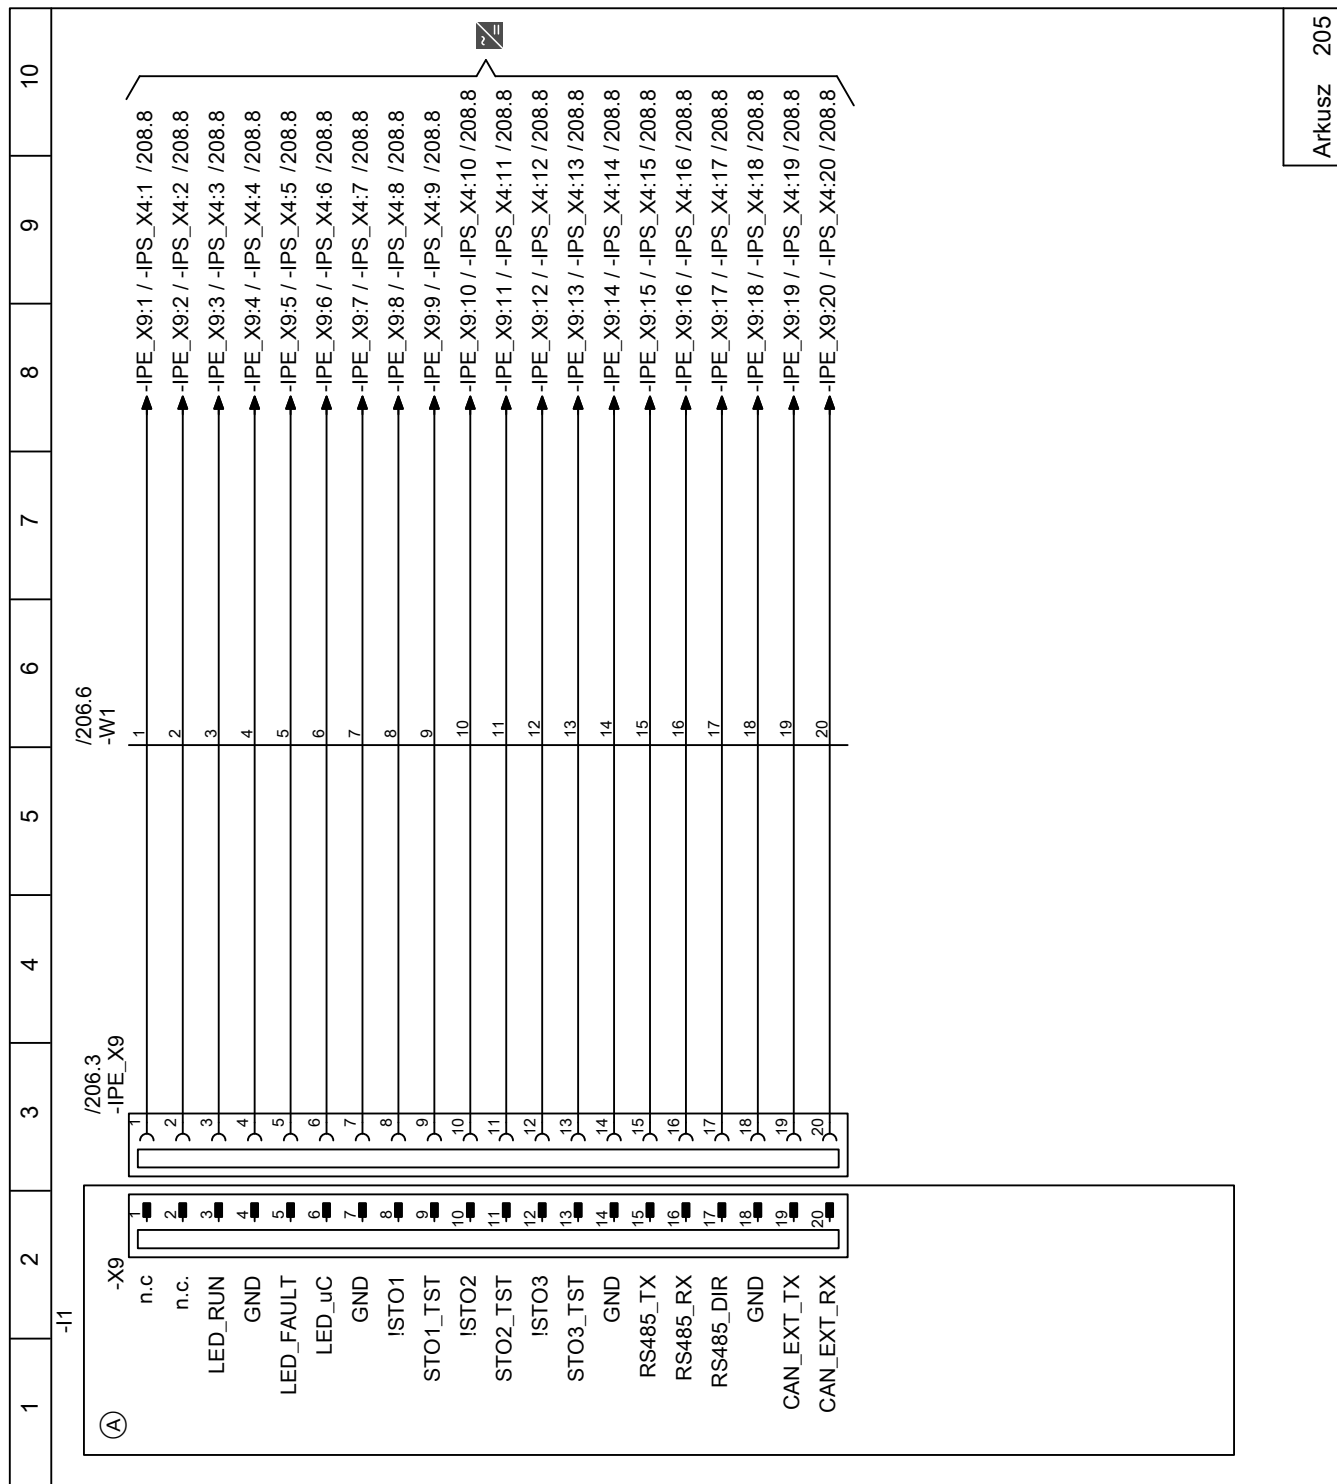 Arkusz 205
1 2 3 4 5 6 7 8 9 10
-I1
A
-X9
/206.3
-IPE_X9
/206.6
-W1
n.c 1 1 1 -IPE_X9:1 / -IPS_X4:1 /208.8
n.c. 2 2 2 -IPE_X9:2 / -IPS_X4:2 /208.8
LED_RUN 3 3 3 -IPE_X9:3 / -IPS_X4:3 /208.8
GND 4 4 4 -IPE_X9:4 / -IPS_X4:4 /208.8
LED_FAULT 5 5 5 -IPE_X9:5 / -IPS_X4:5 /208.8
LED_uC 6 6 6 -IPE_X9:6 / -IPS_X4:6 /208.8
GND 7 7 7 -IPE_X9:7 / -IPS_X4:7 /208.8
!STO1 8 8 8 -IPE_X9:8 / -IPS_X4:8 /208.8
STO1_TST 9 9 9 -IPE_X9:9 / -IPS_X4:9 /208.8
!STO2 10 10 10 -IPE_X9:10 / -IPS_X4:10 /208.8
STO2_TST 11 11 11 -IPE_X9:11 / -IPS_X4:11 /208.8
!STO3 12 12 12 -IPE_X9:12 / -IPS_X4:12 /208.8
STO3_TST 13 13 13 -IPE_X9:13 / -IPS_X4:13 /208.8
GND 14 14 14 -IPE_X9:14 / -IPS_X4:14 /208.8
RS485_TX 15 15 15 -IPE_X9:15 / -IPS_X4:15 /208.8
RS485_RX 16 16 16 -IPE_X9:16 / -IPS_X4:16 /208.8
RS485_DIR 17 17 17 -IPE_X9:17 / -IPS_X4:17 /208.8
GND 18 18 18 -IPE_X9:18 / -IPS_X4:18 /208.8
CAN_EXT_TX 19 19 19 -IPE_X9:19 / -IPS_X4:19 /208.8
CAN_EXT_RX 20 20 20 -IPE_X9:20 / -IPS_X4:20 /208.8